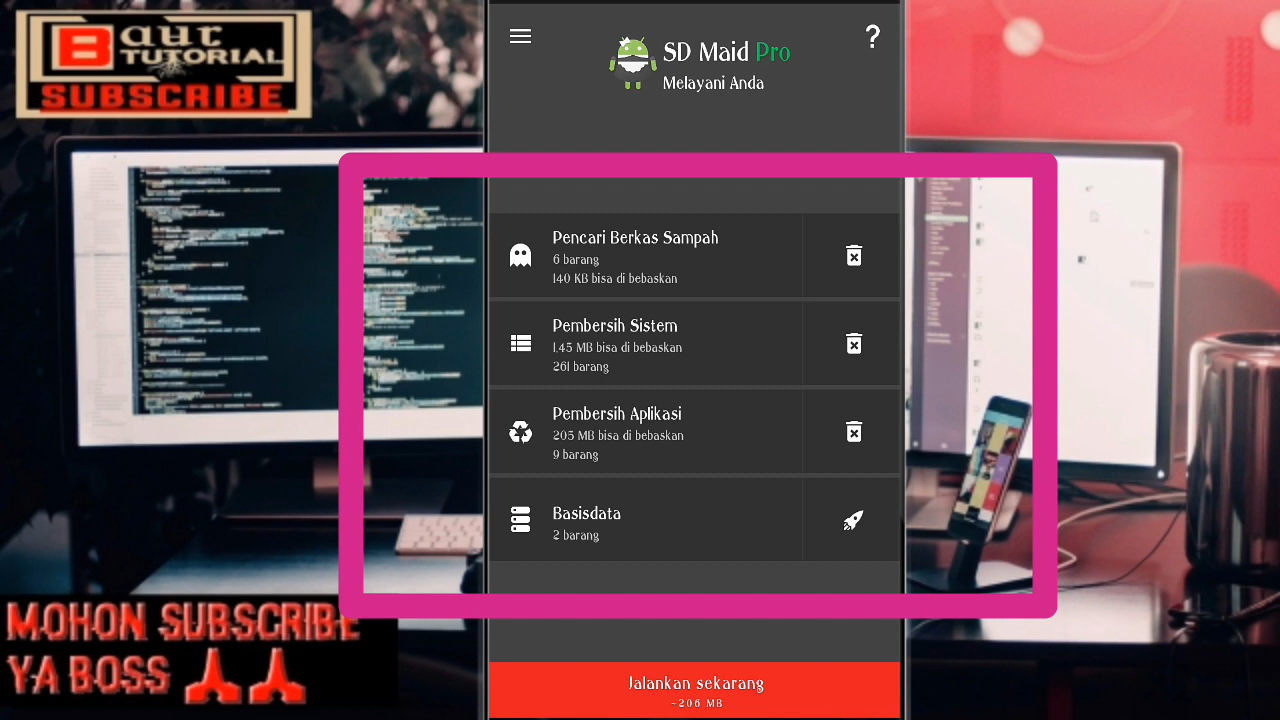 Baur
TUTORIAL
SUBSCRIBE
SD Maid Pro
Melayani Anda
?
Pencari Berkas Sampah
6 barang
140 KB bisa di bebaskan
Pembersih Sistem
1,45 MB bisa di bebaskan
261 barang
Pembersih Aplikasi
205 MB bisa di bebaskan
9 barang
Basisdata
2 barang
MOHON SUBSCRIBE
YA BOSS
Jalankan sekarang
~206 MB